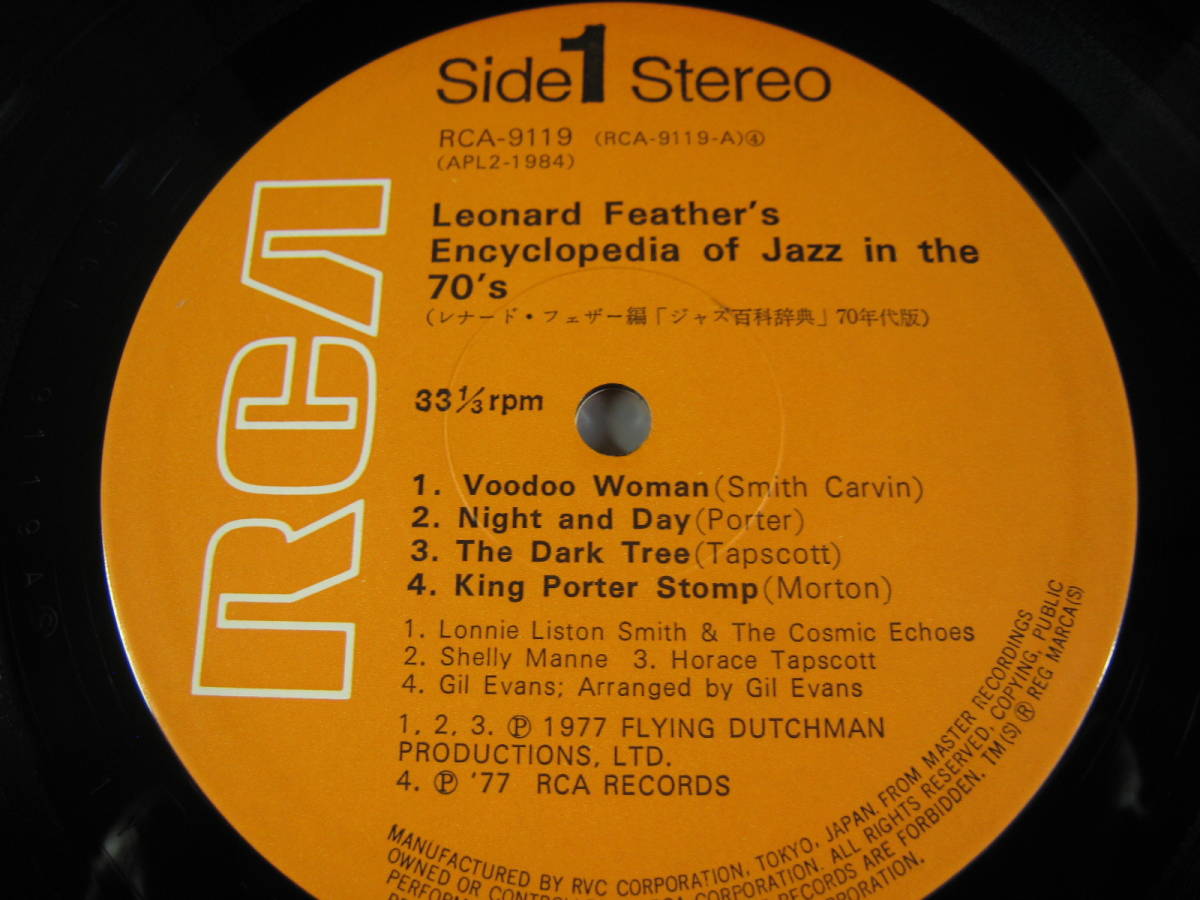 Side 1 Stereo
RCA-9119 (RCA-9119-A)④
(APL2-1984)
Leonard Feather's
Encyclopedia of Jazz in the
70's
(レナード・フェザー編「ジャズ百科辞典」70年代版)
33 1/3 rpm
1. Voodoo Woman (Smith Carvin)
2. Night and Day (Porter)
3. The Dark Tree (Tapscott)
4. King Porter Stomp (Morton)
1. Lonnie Liston Smith & The Cosmic Echoes
2. Shelly Manne 3. Horace Tapscott
4. Gil Evans; Arranged by Gil Evans
1, 2, 3. ℗ 1977 FLYING DUTCHMAN
PRODUCTIONS, LTD.
4. ℗ '77 RCA RECORDS
RCA
MANUFACTURED BY RVC CORPORATION, TOKYO, JAPAN. FROM MASTER RECORDINGS
OWNED OR CORPORATION. ALL RIGHTS RESERVED. COPYING, PUBLIC
RECORDS ARE FORBIDDEN. TM(S) ® REG MARCA(S)
CORPORATION.